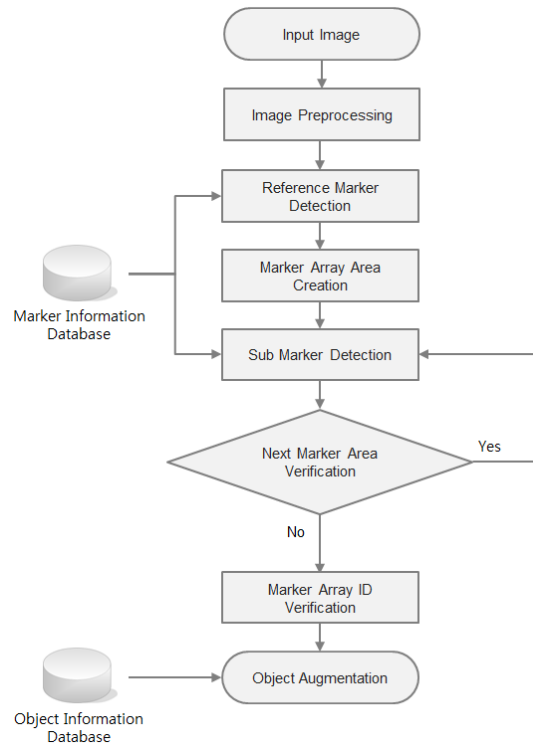 Input Image
Image Preprocessing
Reference Marker
Detection
Marker Array Area
Creation
Marker Information
Database
Sub Marker Detection
Next Marker Area
Verification
Yes
No
Marker Array ID
Verification
Object Augmentation
Object Information
Database